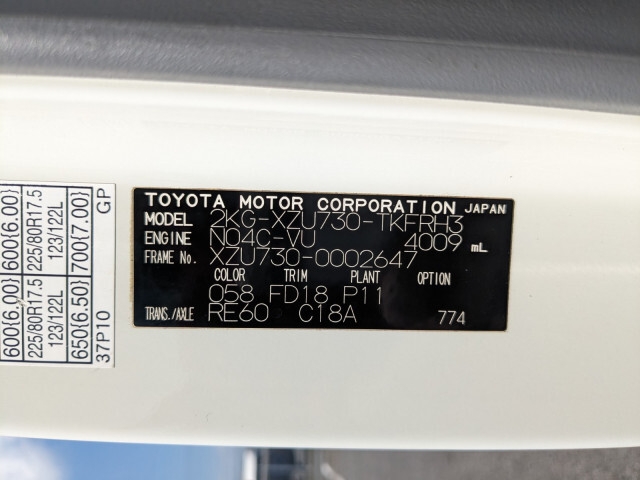 TOYOTA MOTOR CORPORATION JAPAN
MODEL 2KG-XZU730-TKFRH3
ENGINE N04C-VU 4009 mL
FRAME No. XZU730-0002647
COLOR TRIM PLANT OPTION
058 FD18 P11
TRANS./AXLE RE60 C18A 774
600{6.00} 600{6.00}
225/80R17.5 225/80R17.5
123/122L 123/122L
650{6.50} 700{7.00}
37P10 GP